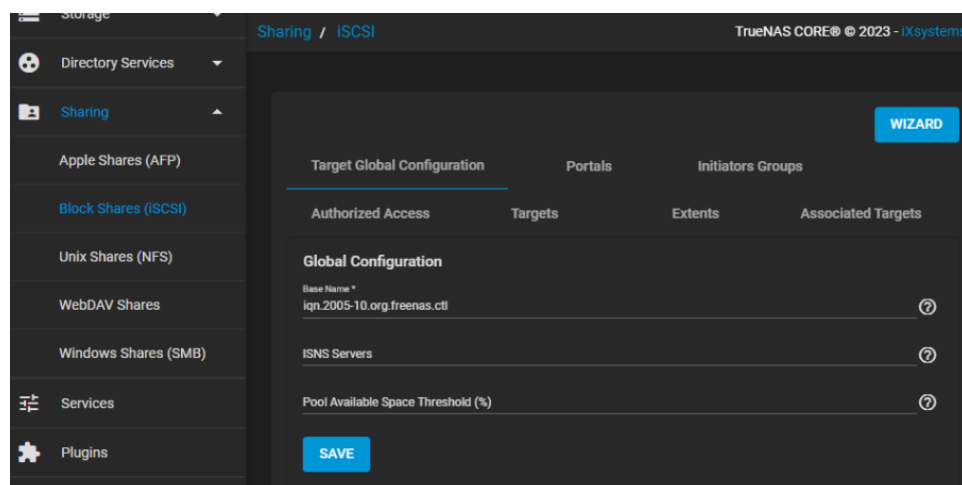 Storage
Sharing / iSCSI
TrueNAS CORE® © 2023 - iXsystems
Directory Services
Sharing
WIZARD
Apple Shares (AFP)
Target Global Configuration
Portals
Initiators Groups
Block Shares (iSCSI)
Authorized Access
Targets
Extents
Associated Targets
Unix Shares (NFS)
Global Configuration
Base Name *
iqn.2005-10.org.freenas.ctl
WebDAV Shares
Windows Shares (SMB)
ISNS Servers
Services
Pool Available Space Threshold (%)
Plugins
SAVE